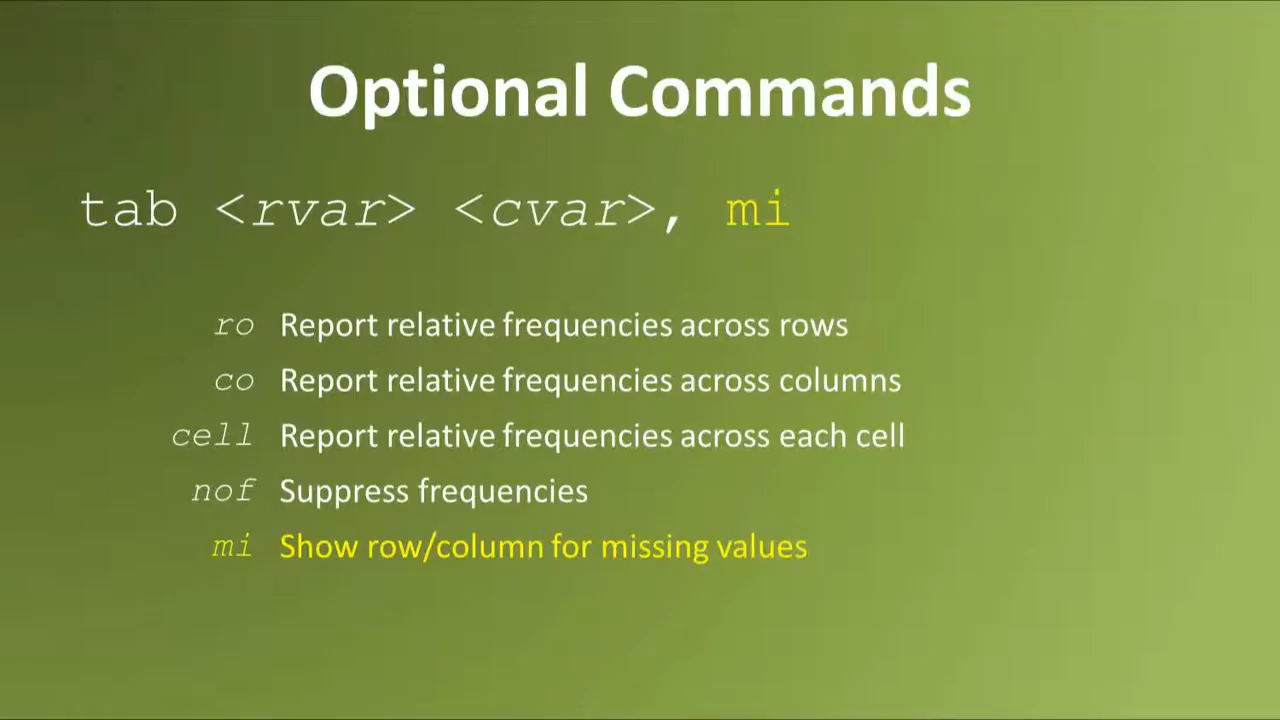 Optional Commands
tab <rvar> <cvar>, mi
ro Report relative frequencies across rows
co Report relative frequencies across columns
cell Report relative frequencies across each cell
nof Suppress frequencies
mi Show row/column for missing values